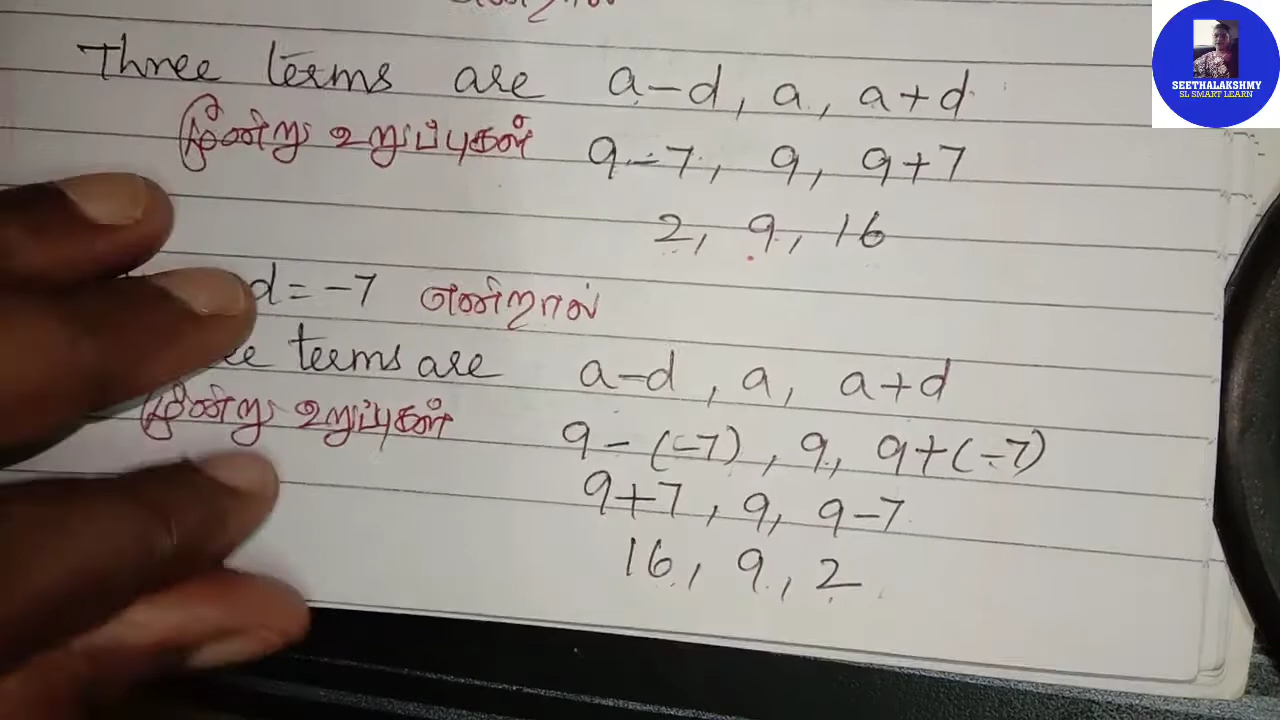 Three terms are a-d, a, a+d
மூன்று உறுப்புகள் 9-7, 9, 9+7
2, 9, 16
d = -7 என்றால்
terms are a-d, a, a+d
மூன்று உறுப்புகள்
9-(-7), 9, 9+(-7)
9+7, 9, 9-7
16, 9, 2
SEETHALAKSHMY
SL SMART LEARN